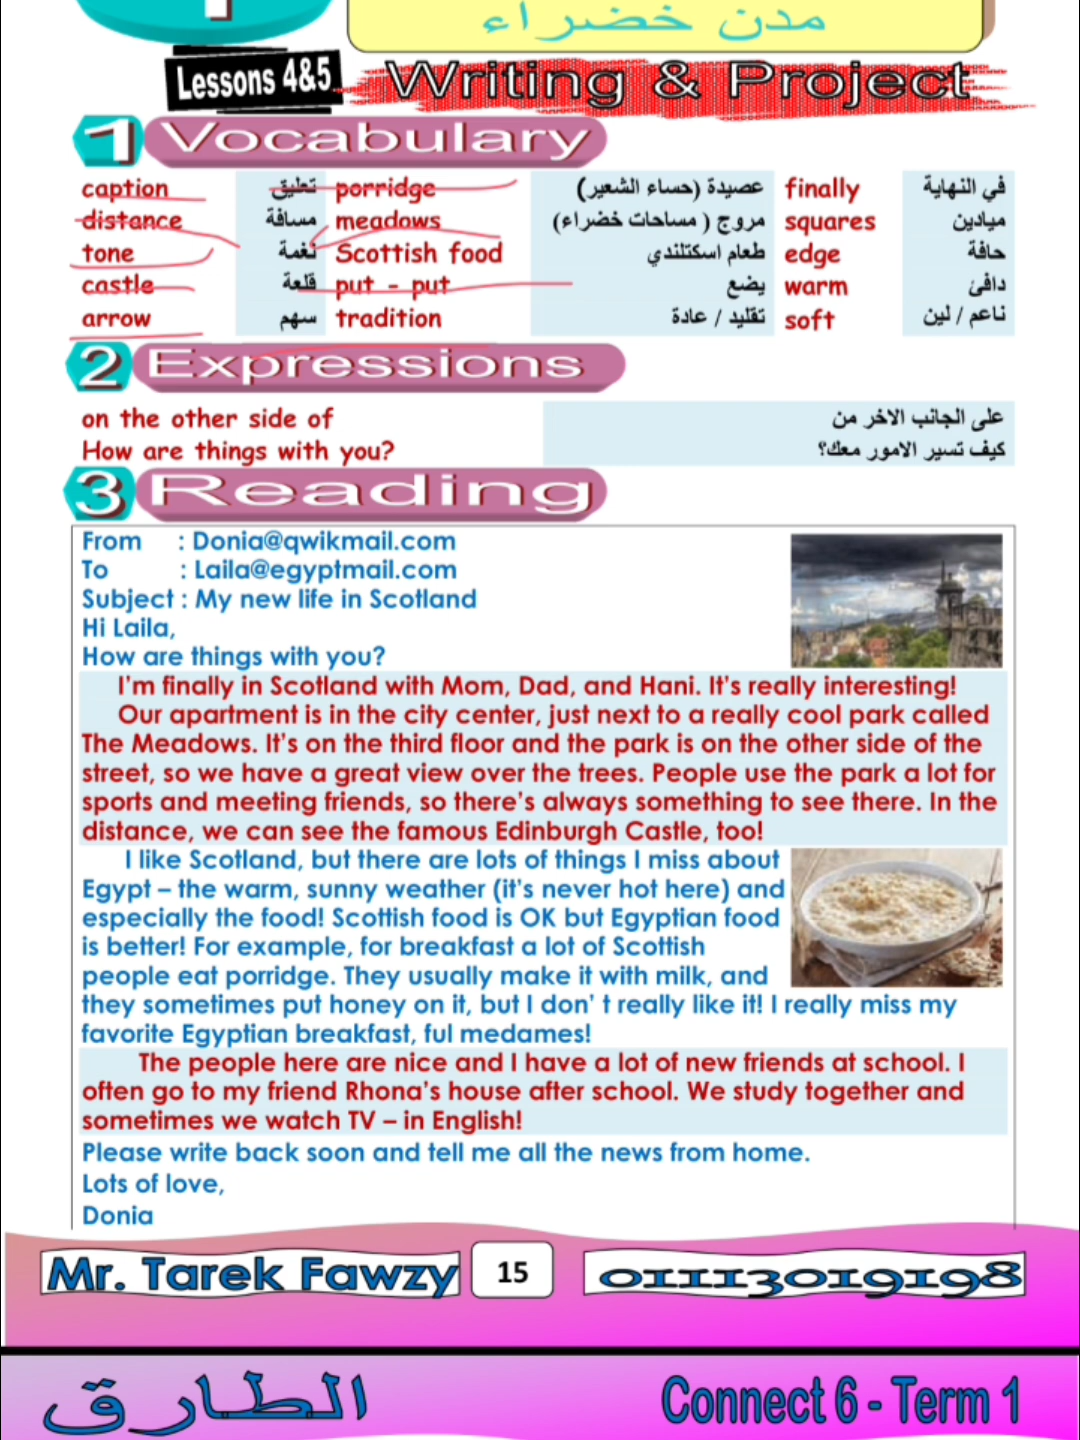 1
مدن خضراء
Lessons 4&5
Writing & Project
1 Vocabulary
caption تعليق porridge عصيدة (حساء الشعير) finally في النهاية
distance مسافة meadows مروج ( مساحات خضراء) squares ميادين
tone نغمة Scottish food طعام اسكتلندي edge حافة
castle قلعة put - put يضع warm دافئ
arrow سهم tradition تقليد / عادة soft ناعم / لين
2 Expressions
on the other side of على الجانب الاخر من
How are things with you? كيف تسير الامور معك؟
3 Reading
From : Donia@qwikmail.com
To : Laila@egyptmail.com
Subject : My new life in Scotland
Hi Laila,
How are things with you?
I'm finally in Scotland with Mom, Dad, and Hani. It's really interesting!
Our apartment is in the city center, just next to a really cool park called
The Meadows. It's on the third floor and the park is on the other side of the
street, so we have a great view over the trees. People use the park a lot for
sports and meeting friends, so there's always something to see there. In the
distance, we can see the famous Edinburgh Castle, too!
I like Scotland, but there are lots of things I miss about
Egypt – the warm, sunny weather (it's never hot here) and
especially the food! Scottish food is OK but Egyptian food
is better! For example, for breakfast a lot of Scottish
people eat porridge. They usually make it with milk, and
they sometimes put honey on it, but I don' t really like it! I really miss my
favorite Egyptian breakfast, ful medames!
The people here are nice and I have a lot of new friends at school. I
often go to my friend Rhona's house after school. We study together and
sometimes we watch TV – in English!
Please write back soon and tell me all the news from home.
Lots of love,
Donia
Mr. Tarek Fawzy 15 01113019198
الطارق Connect 6 - Term 1